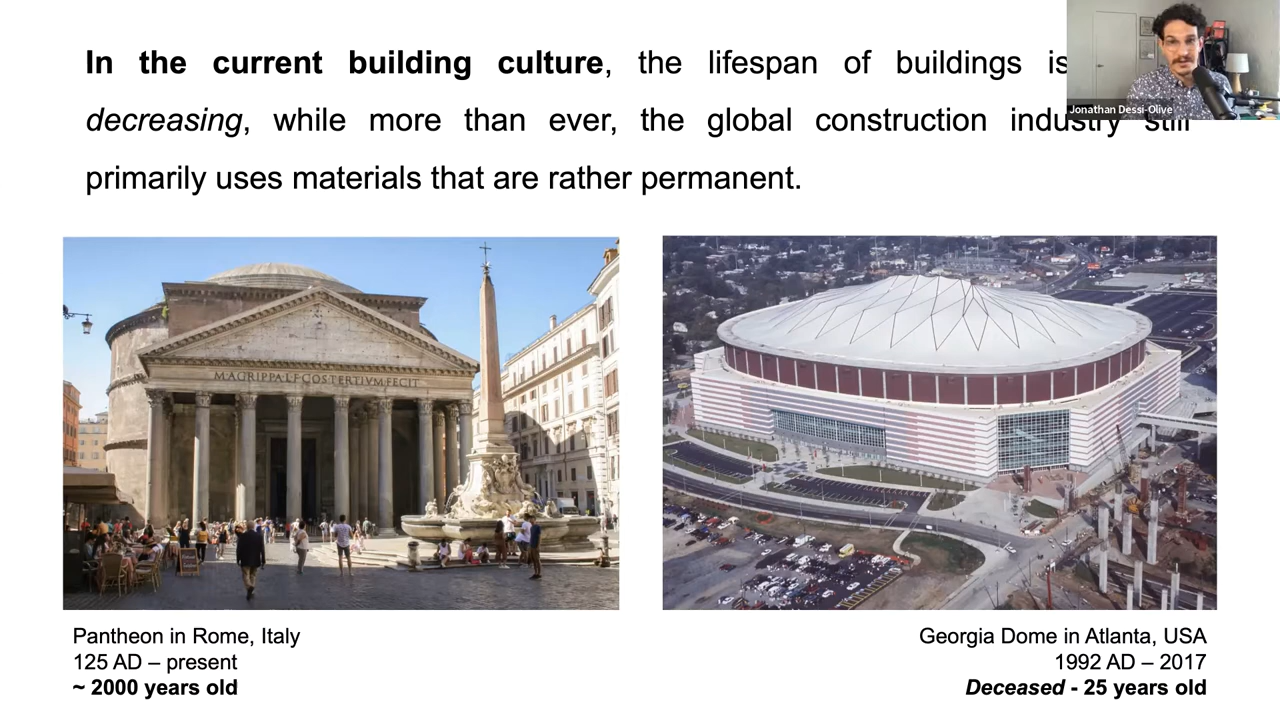 In the current building culture, the lifespan of buildings is
Jonathan Dessi-Olive
decreasing, while more than ever, the global construction industry still
primarily uses materials that are rather permanent.
M·AGRIPPA·L·F·COS·TERTIVM·FECIT
Pantheon in Rome, Italy
125 AD – present
~ 2000 years old
Georgia Dome in Atlanta, USA
1992 AD – 2017
Deceased - 25 years old